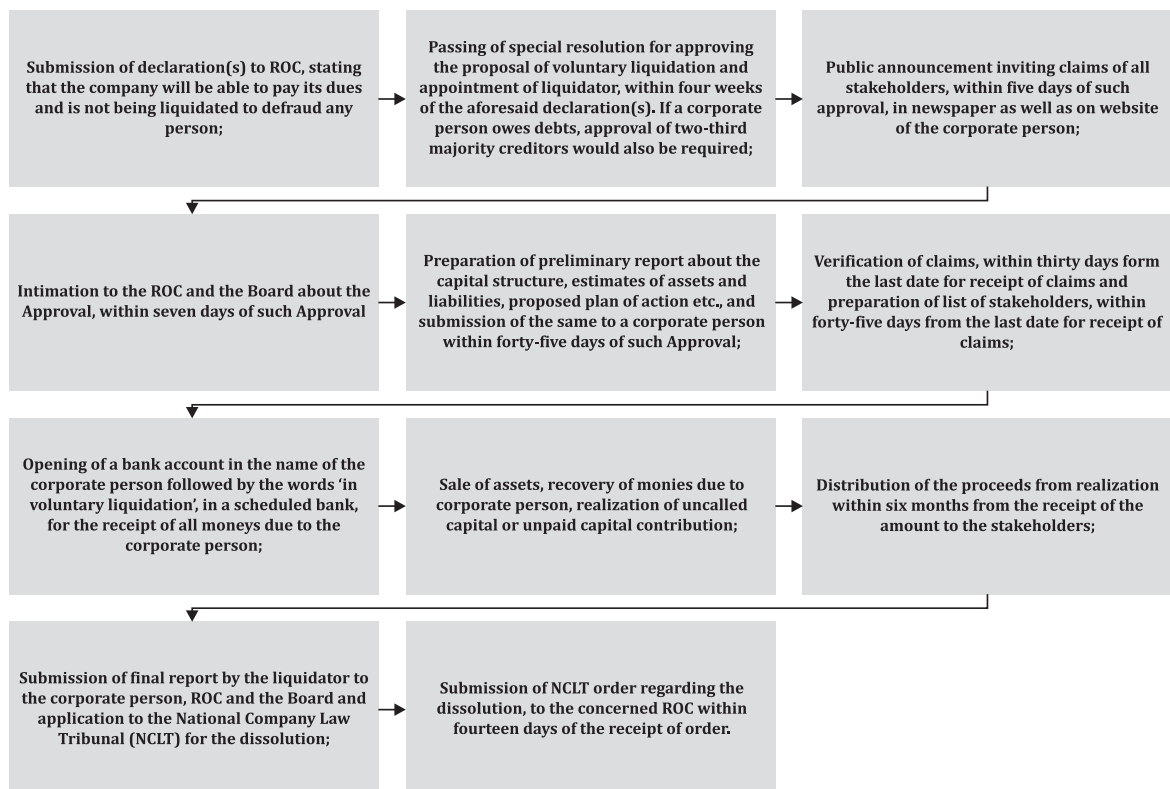 Submission of declaration(s) to ROC, stating
that the company will be able to pay its dues
and is not being liquidated to defraud any
person;
Passing of special resolution for approving
the proposal of voluntary liquidation and
appointment of liquidator, within four weeks
of the aforesaid declaration(s). If a corporate
person owes debts, approval of two-third
majority creditors would also be required;
Public announcement inviting claims of all
stakeholders, within five days of such
approval, in newspaper as well as on website
of the corporate person;
Intimation to the ROC and the Board about the
Approval, within seven days of such Approval
Preparation of preliminary report about the
capital structure, estimates of assets and
liabilities, proposed plan of action etc., and
submission of the same to a corporate person
within forty-five days of such Approval;
Verification of claims, within thirty days form
the last date for receipt of claims and
preparation of list of stakeholders, within
forty-five days from the last date for receipt of
claims;
Opening of a bank account in the name of the
corporate person followed by the words ‘in
voluntary liquidation’, in a scheduled bank,
for the receipt of all moneys due to the
corporate person;
Sale of assets, recovery of monies due to
corporate person, realization of uncalled
capital or unpaid capital contribution;
Distribution of the proceeds from realization
within six months from the receipt of the
amount to the stakeholders;
Submission of final report by the liquidator to
the corporate person, ROC and the Board and
application to the National Company Law
Tribunal (NCLT) for the dissolution;
Submission of NCLT order regarding the
dissolution, to the concerned ROC within
fourteen days of the receipt of order.